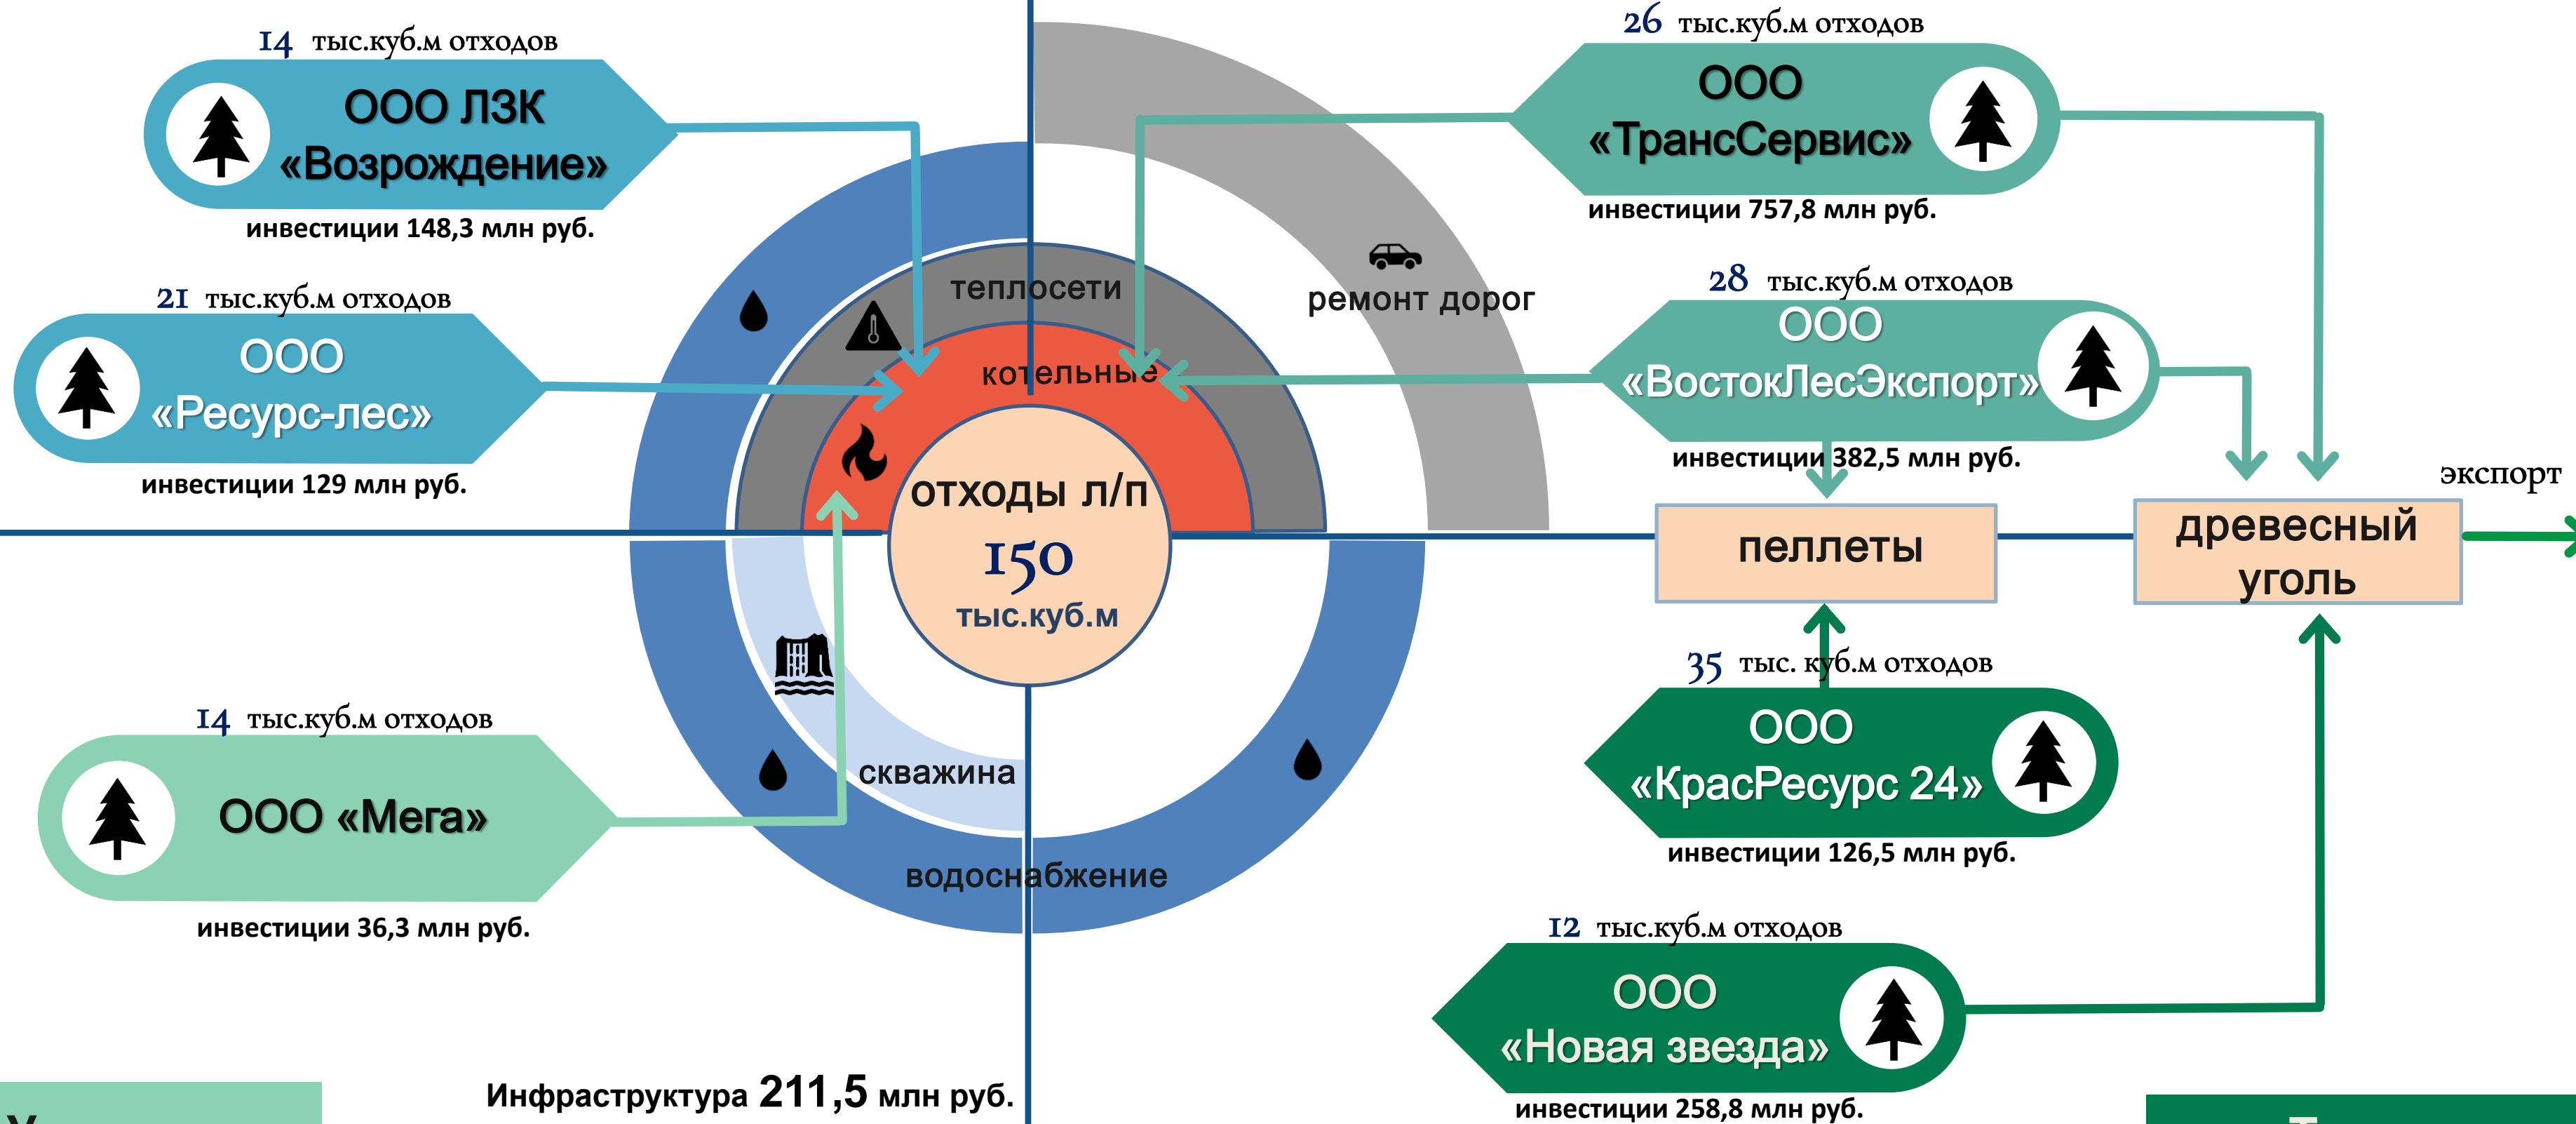 14 тыс.куб.м отходов
ООО ЛЗК
«Возрождение»
инвестиции 148,3 млн руб.
21 тыс.куб.м отходов
ООО
«Ресурс-лес»
инвестиции 129 млн руб.
14 тыс.куб.м отходов
ООО «Мега»
инвестиции 36,3 млн руб.
теплосети
котельные
отходы л/п
150
тыс.куб.м
скважина
водоснабжение
ремонт дорог
Инфраструктура 211,5 млн руб.
26 тыс.куб.м отходов
ООО
«ТрансСервис»
инвестиции 757,8 млн руб.
28 тыс.куб.м отходов
ООО
«ВостокЛесЭкспорт»
инвестиции 382,5 млн руб.
пеллеты
древесный
уголь
экспорт
35 тыс. куб.м отходов
ООО
«КрасРесурс 24»
инвестиции 126,5 млн руб.
12 тыс.куб.м отходов
ООО
«Новая звезда»
инвестиции 258,8 млн руб.